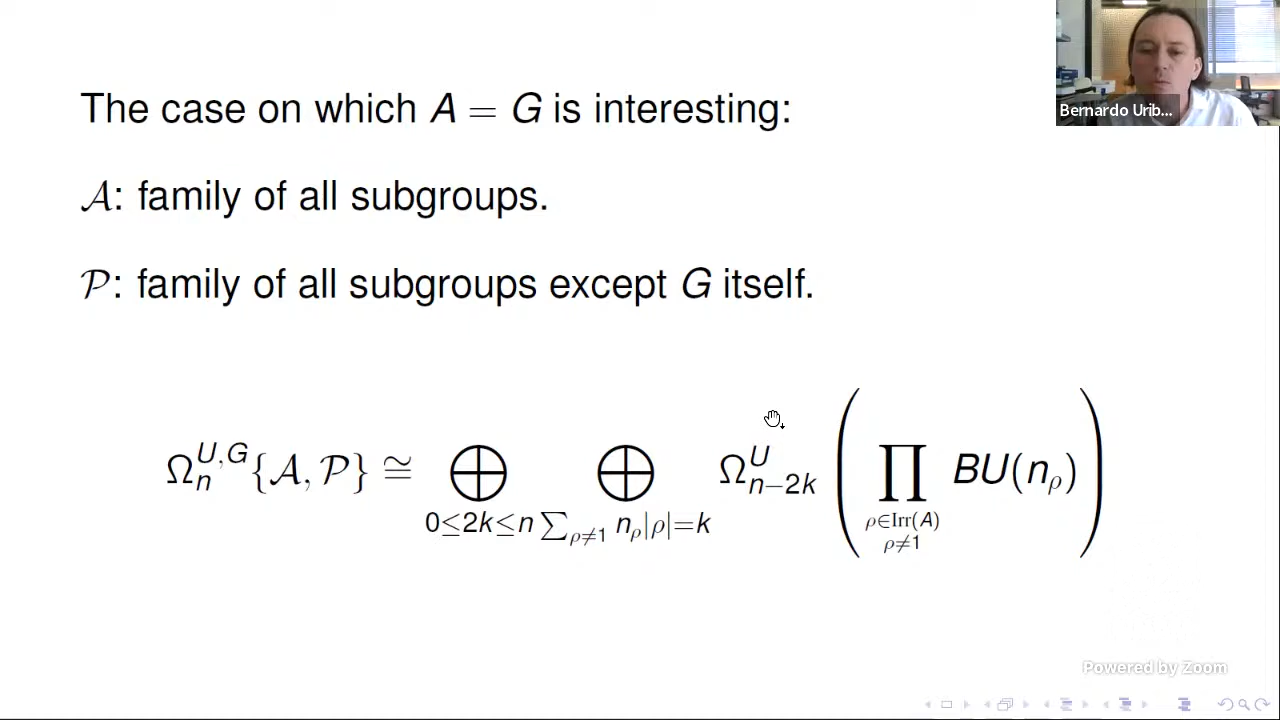 The case on which A = G is interesting:
Bernardo Urib...
𝒜: family of all subgroups.
𝒫: family of all subgroups except G itself.
Ω_n^{U,G}{𝒜, 𝒫} ≅ ⊕_{0≤2k≤n} ⊕_{∑_{ρ≠1} n_ρ|ρ|=k} Ω_{n−2k}^U ( ∏_{ρ∈Irr(A) ρ≠1} BU(n_ρ) )
Powered by Zoom